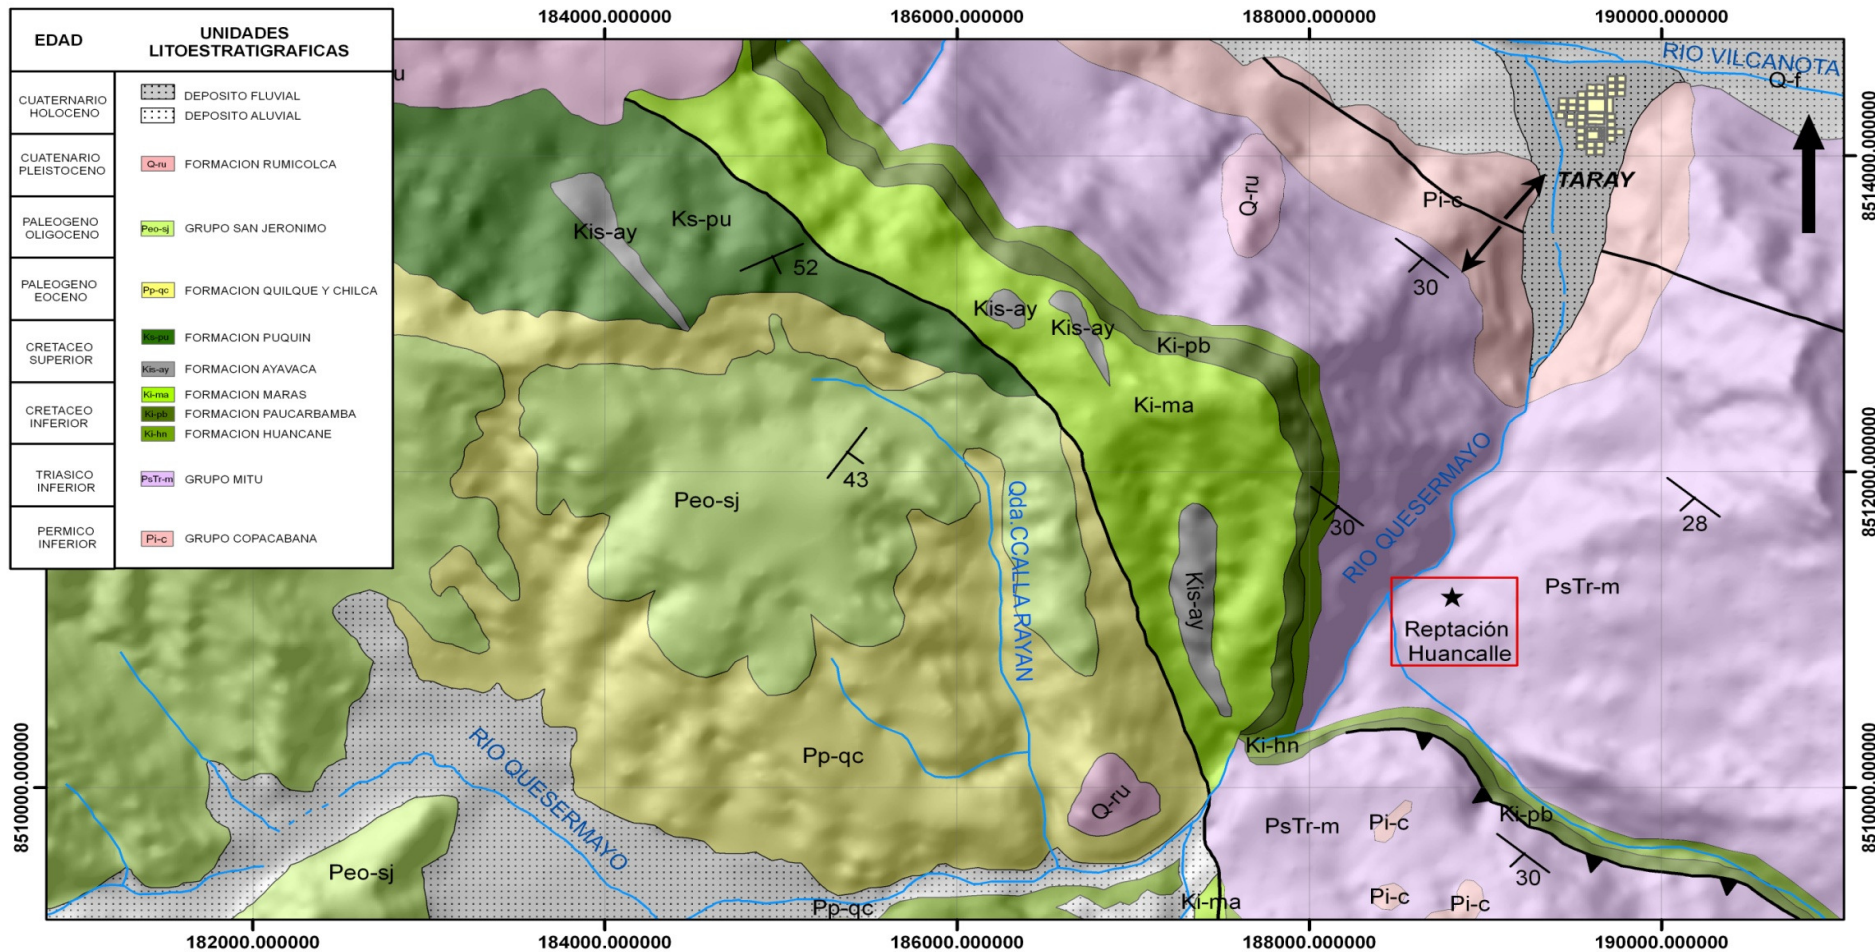 184000.000000
186000.000000
188000.000000
190000.000000
EDAD
UNIDADES
LITOESTRATIGRAFICAS
CUATERNARIO
HOLOCENO
DEPOSITO FLUVIAL
DEPOSITO ALUVIAL
CUATENARIO
PLEISTOCENO
Q-ru
FORMACION RUMICOLCA
PALEOGENO
OLIGOCENO
Peo-sj
GRUPO SAN JERONIMO
PALEOGENO
EOCENO
Pp-qc
FORMACION QUILQUE Y CHILCA
CRETACEO
SUPERIOR
Ks-pu
FORMACION PUQUIN
Kis-ay
FORMACION AYAVACA
CRETACEO
INFERIOR
Ki-ma
FORMACION MARAS
Ki-pb
FORMACION PAUCARBAMBA
Ki-hn
FORMACION HUANCANE
TRIASICO
INFERIOR
PsTr-m
GRUPO MITU
PERMICO
INFERIOR
Pi-c
GRUPO COPACABANA
u
RIO VILCANOTA
Q-f
8514000.000000
TARAY
Pi-c
Q-ru
Ks-pu
Kis-ay
52
30
Kis-ay
Kis-ay
Ki-pb
Ki-ma
8512000.000000
43
Peo-sj
Qda.CCALLARAYAN
30
RIO QUESERMAYO
28
PsTr-m
Kis-ay
Reptación
Huancalle
Ki-hn
Pp-qc
RIO QUESERMAYO
Q-ru
8510000.000000
8510000.000000
PsTr-m
Pi-c
Ki-pb
Peo-sj
30
Pp-qc
Ki-ma
Pi-c
Pi-c
182000.000000
184000.000000
186000.000000
188000.000000
190000.000000